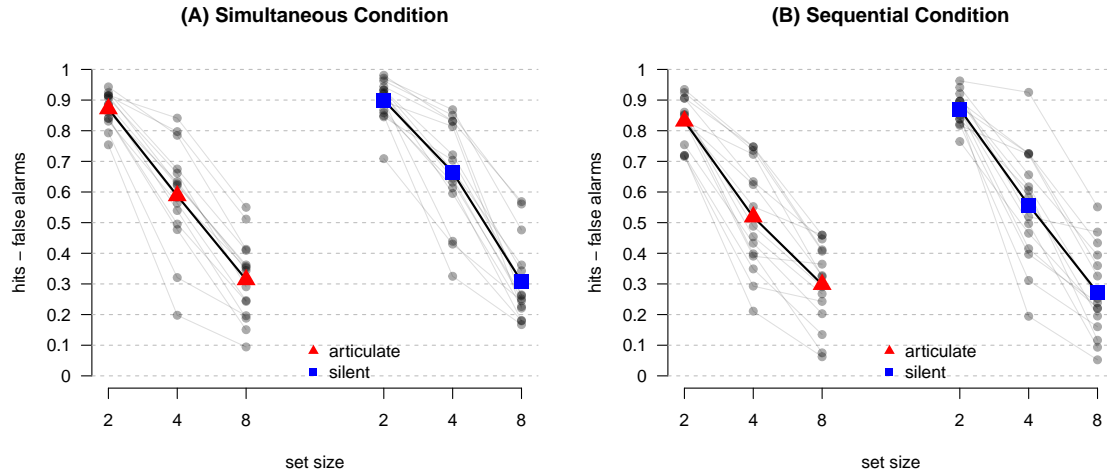 (A) Simultaneous Condition
hits − false alarms
1
0.9
0.8
0.7
0.6
0.5
0.4
0.3
0.2
0.1
0
articulate
silent
2 4 8 2 4 8
set size
(B) Sequential Condition
hits − false alarms
1
0.9
0.8
0.7
0.6
0.5
0.4
0.3
0.2
0.1
0
articulate
silent
2 4 8 2 4 8
set size